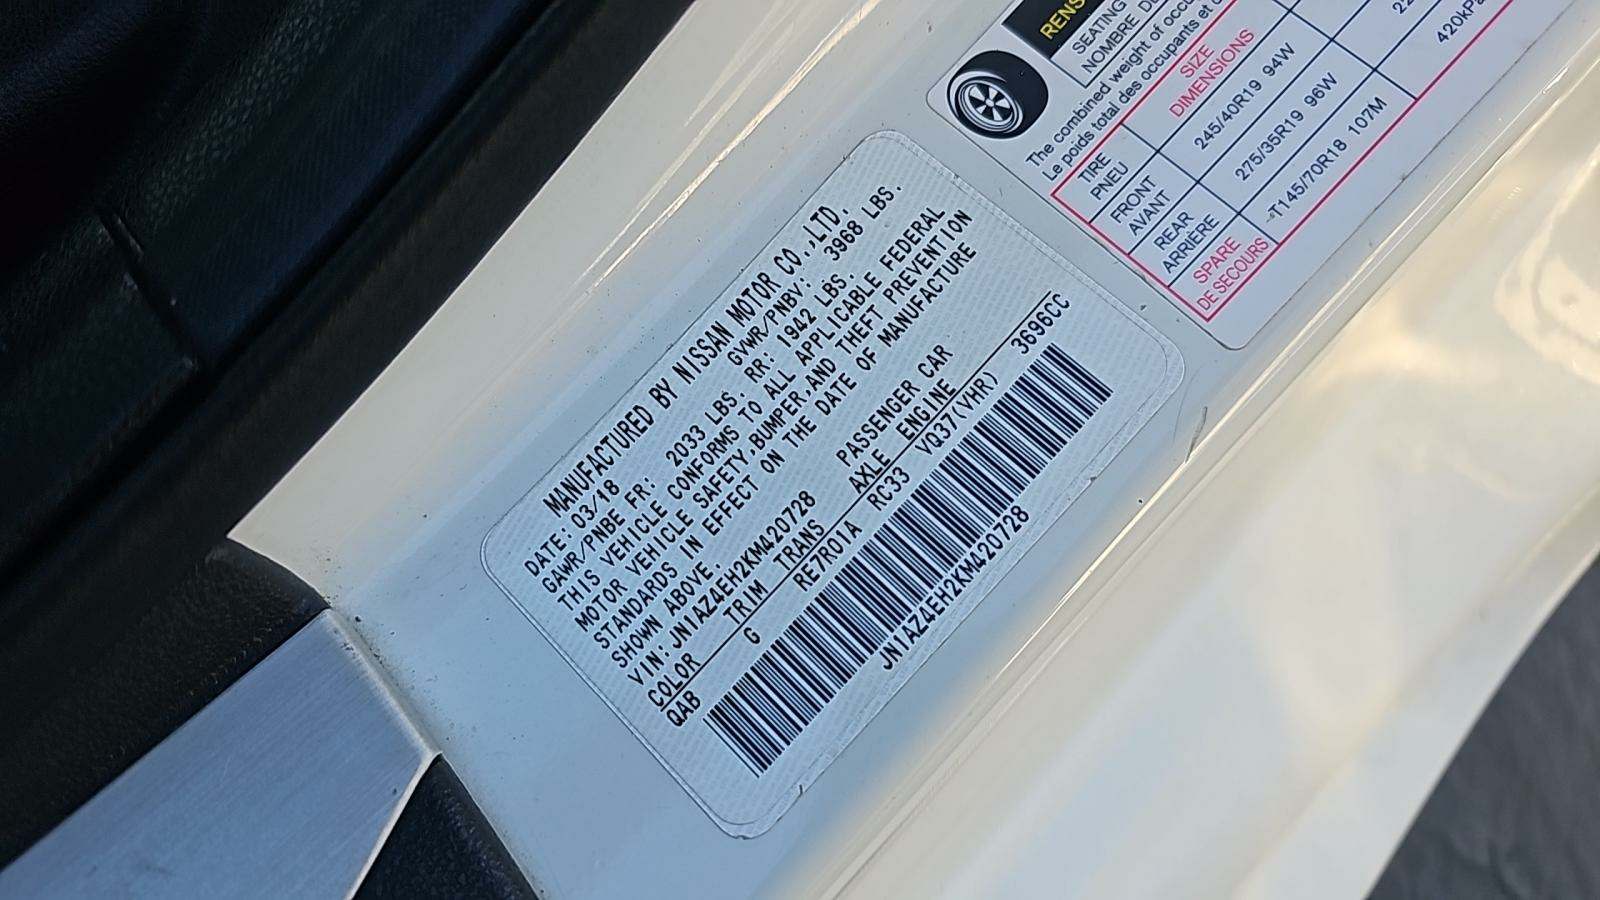 MANUFACTURED BY NISSAN MOTOR CO.,LTD.
DATE: 03/18 GVWR/PNBV: 3968 LBS.
GAWR/PNBE FR: 2033 LBS. RR: 1942 LBS.
THIS VEHICLE CONFORMS TO ALL APPLICABLE FEDERAL
MOTOR VEHICLE SAFETY,BUMPER,AND THEFT PREVENTION
STANDARDS IN EFFECT ON THE DATE OF MANUFACTURE
SHOWN ABOVE.
VIN: JN1AZ4EH2KM420728 PASSENGER CAR
COLOR TRIM TRANS AXLE ENGINE
QAB G RE7R01A RC33 VQ37(VHR) 3696CC
JN1AZ4EH2KM420728
SEATING
The combined weight of
Le poids total des occupants et
TIRE
PNEU
SIZE
DIMENSIONS
FRONT
AVANT
245/40R19 94W
REAR
ARRIÈRE
275/35R19 96W
SPARE
DE SECOURS
T145/70R18 107M